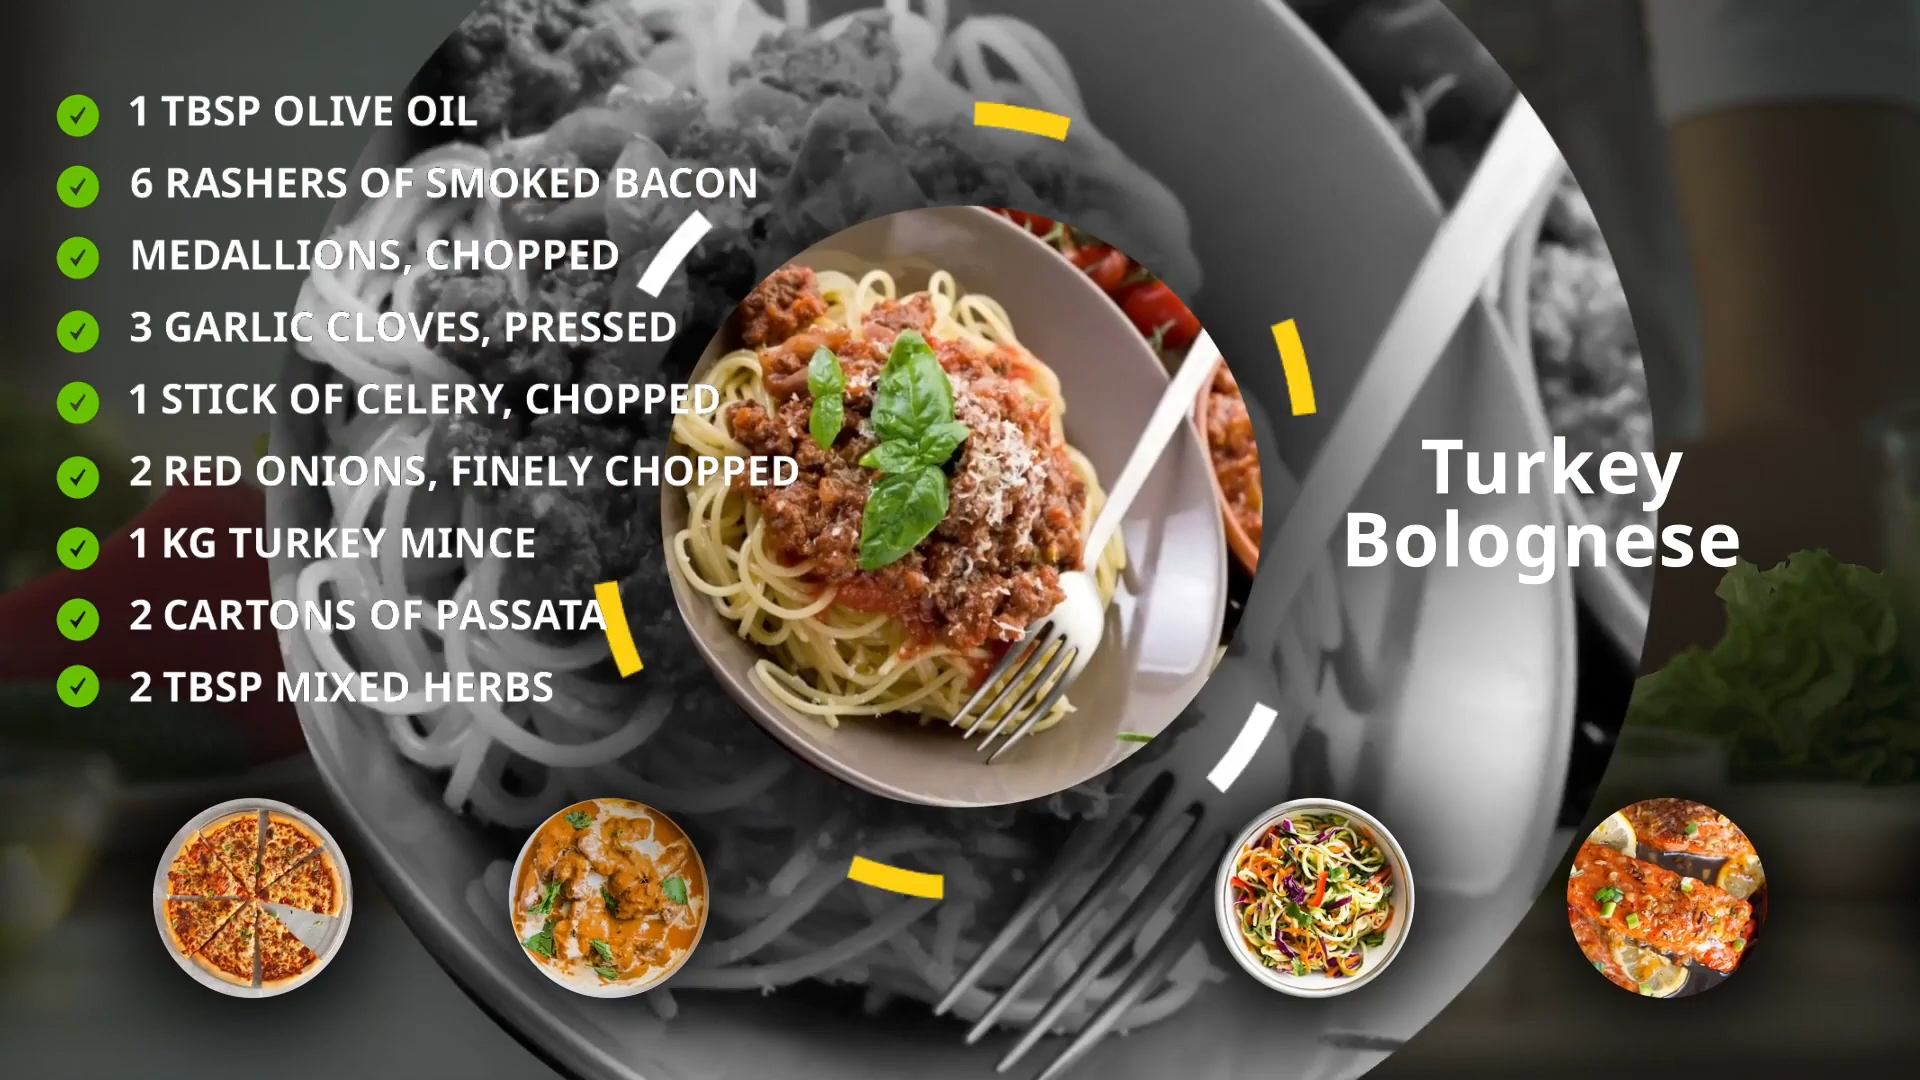 1 TBSP OLIVE OIL
6 RASHERS OF SMOKED BACON
MEDALLIONS, CHOPPED
3 GARLIC CLOVES, PRESSED
1 STICK OF CELERY, CHOPPED
2 RED ONIONS, FINELY CHOPPED
1 KG TURKEY MINCE
2 CARTONS OF PASSATA
2 TBSP MIXED HERBS
Turkey
Bolognese